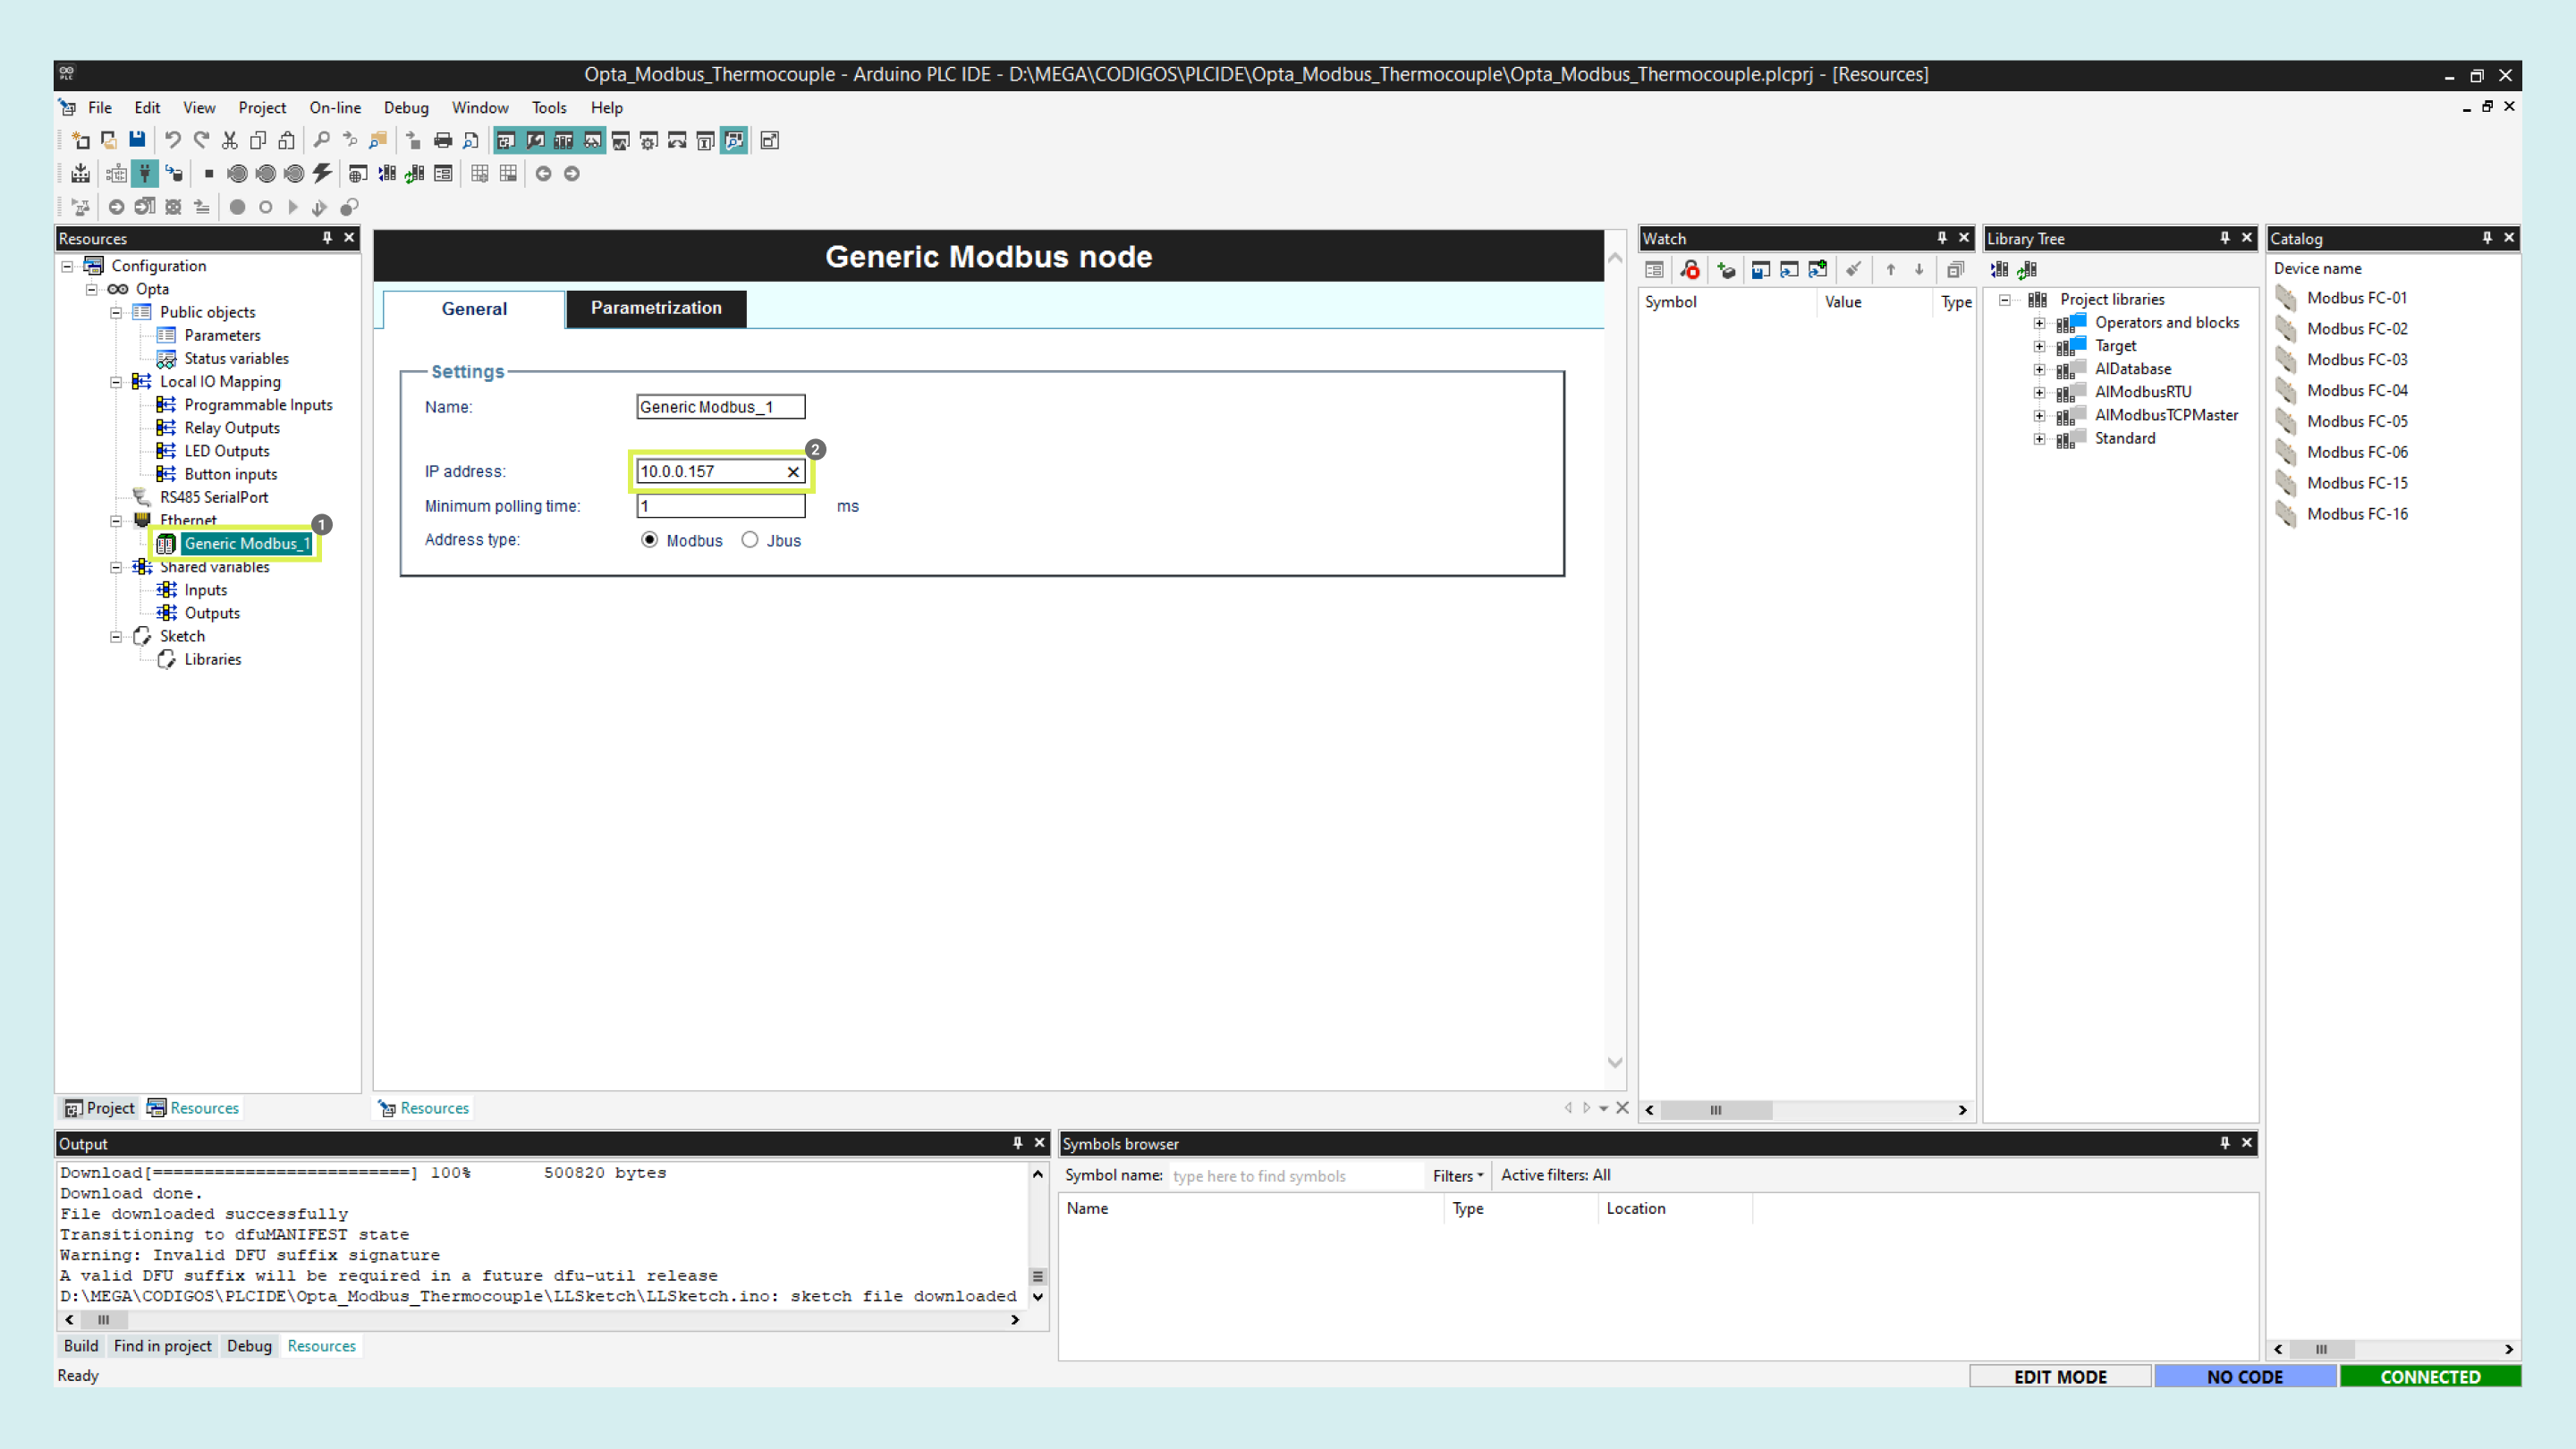 Opta_Modbus_Thermocouple - Arduino PLC IDE - D:\MEGA\CODIGOS\PLCIDE\Opta_Modbus_Thermocouple\Opta_Modbus_Thermocouple.plcprj - [Resources]
File Edit View Project On-line Debug Window Tools Help
Resources
Configuration
Opta
Public objects
Parameters
Status variables
Local IO Mapping
Programmable Inputs
Relay Outputs
LED Outputs
Button inputs
RS485 SerialPort
Ethernet
1
Generic Modbus_1
Shared variables
Inputs
Outputs
Sketch
Libraries
Project Resources
Generic Modbus node
General Parametrization
Settings
Name: Generic Modbus_1
2
IP address: 10.0.0.157
Minimum polling time: 1 ms
Address type: Modbus Jbus
Resources
Watch
Symbol Value Type
Library Tree
Project libraries
Operators and blocks
Target
AlDatabase
AlModbusRTU
AlModbusTCPMaster
Standard
Catalog
Device name
Modbus FC-01
Modbus FC-02
Modbus FC-03
Modbus FC-04
Modbus FC-05
Modbus FC-06
Modbus FC-15
Modbus FC-16
Output
Download[=========================] 100% 500820 bytes
Download done.
File downloaded successfully
Transitioning to dfuMANIFEST state
Warning: Invalid DFU suffix signature
A valid DFU suffix will be required in a future dfu-util release
D:\MEGA\CODIGOS\PLCIDE\Opta_Modbus_Thermocouple\LLSketch\LLSketch.ino: sketch file downloaded
Build Find in project Debug Resources
Symbols browser
Symbol name: type here to find symbols Filters Active filters: All
Name Type Location
Ready
EDIT MODE NO CODE CONNECTED